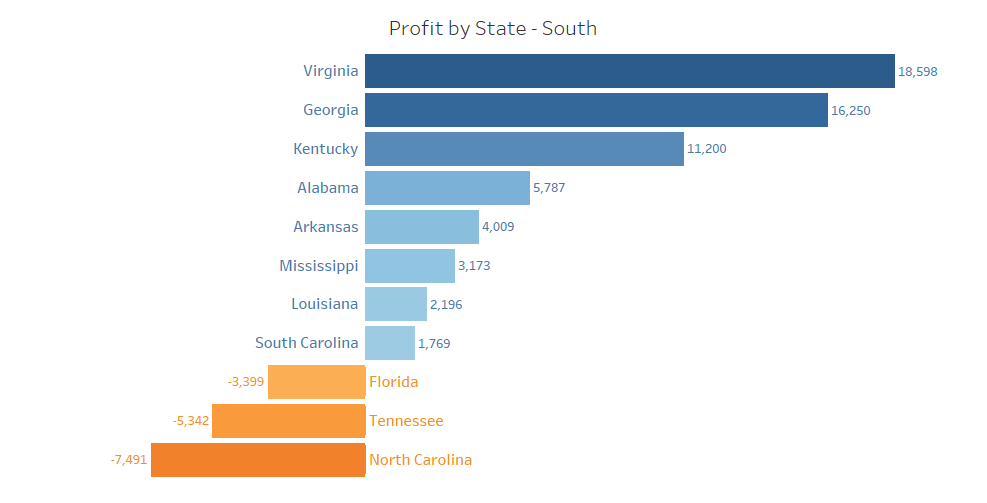 Profit by State - South
Virginia 18,598
Georgia 16,250
Kentucky 11,200
Alabama 5,787
Arkansas 4,009
Mississippi 3,173
Louisiana 2,196
South Carolina 1,769
-3,399 Florida
-5,342 Tennessee
-7,491 North Carolina